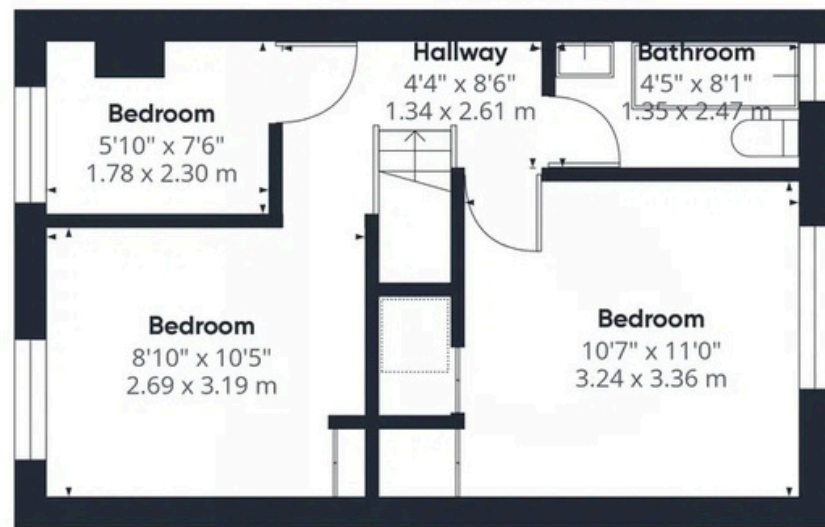 Hallway
4'4" x 8'6"
1.34 x 2.61 m
Bathroom
4'5" x 8'1"
1.35 x 2.47 m
Bedroom
5'10" x 7'6"
1.78 x 2.30 m
Bedroom
8'10" x 10'5"
2.69 x 3.19 m
Bedroom
10'7" x 11'0"
3.24 x 3.36 m